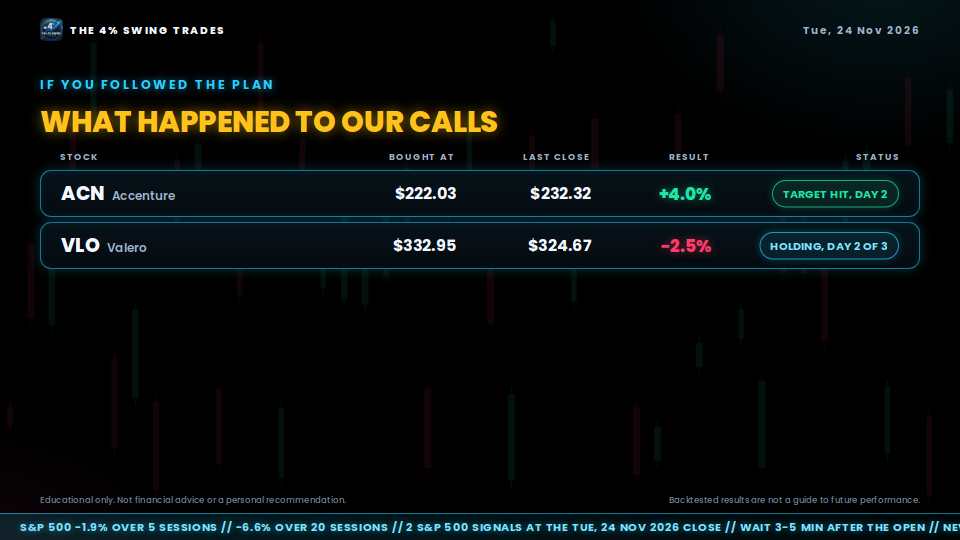 THE 4% SWING TRADES
Tue, 24 Nov 2026
IF YOU FOLLOWED THE PLAN
WHAT HAPPENED TO OUR CALLS
STOCK BOUGHT AT LAST CLOSE RESULT STATUS
ACN Accenture $222.03 $232.32 +4.0% TARGET HIT, DAY 2
VLO Valero $332.95 $324.67 −2.5% HOLDING, DAY 2 OF 3
Educational only. Not financial advice or a personal recommendation.
Backtested results are not a guide to future performance.
S&P 500 −1.9% OVER 5 SESSIONS // −6.6% OVER 20 SESSIONS // 2 S&P 500 SIGNALS AT THE TUE, 24 NOV 2026 CLOSE // WAIT 3–5 MIN AFTER THE OPEN //